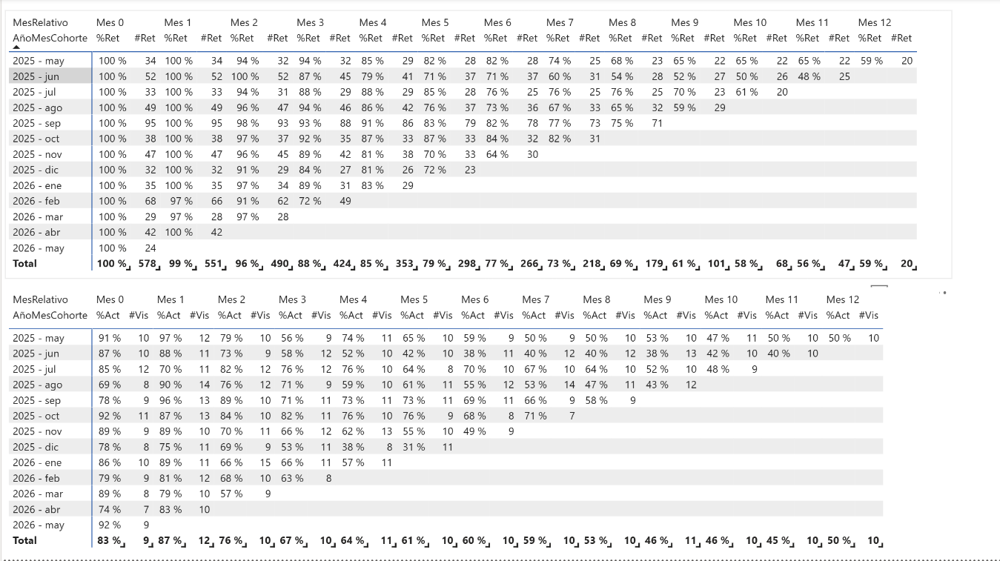 MesRelativo Mes 0 Mes 1 Mes 2 Mes 3 Mes 4 Mes 5 Mes 6 Mes 7 Mes 8 Mes 9 Mes 10 Mes 11 Mes 12
AñoMesCohorte %Ret #Ret %Ret #Ret %Ret #Ret %Ret #Ret %Ret #Ret %Ret #Ret %Ret #Ret %Ret #Ret %Ret #Ret %Ret #Ret %Ret #Ret %Ret #Ret %Ret #Ret
2025 - may 100 % 34 100 % 34 94 % 32 94 % 32 85 % 29 82 % 28 82 % 28 74 % 25 68 % 23 65 % 22 65 % 22 65 % 22 59 % 20
2025 - jun 100 % 52 100 % 52 100 % 52 87 % 45 79 % 41 71 % 37 71 % 37 60 % 31 54 % 28 52 % 27 50 % 26 48 % 25
2025 - jul 100 % 33 100 % 33 94 % 31 88 % 29 88 % 29 85 % 28 76 % 25 76 % 25 76 % 25 70 % 23 61 % 20
2025 - ago 100 % 49 100 % 49 96 % 47 94 % 46 86 % 42 76 % 37 73 % 36 67 % 33 65 % 32 59 % 29
2025 - sep 100 % 95 100 % 95 98 % 93 93 % 88 91 % 86 83 % 79 82 % 78 77 % 73 75 % 71
2025 - oct 100 % 38 100 % 38 97 % 37 92 % 35 87 % 33 87 % 33 84 % 32 82 % 31
2025 - nov 100 % 47 100 % 47 96 % 45 89 % 42 81 % 38 70 % 33 64 % 30
2025 - dic 100 % 32 100 % 32 91 % 29 84 % 27 81 % 26 72 % 23
2026 - ene 100 % 35 100 % 35 97 % 34 89 % 31 83 % 29
2026 - feb 100 % 68 97 % 66 91 % 62 72 % 49
2026 - mar 100 % 29 97 % 28 97 % 28
2026 - abr 100 % 42 100 % 42
2026 - may 100 % 24
Total 100 % 578 99 % 551 96 % 490 88 % 424 85 % 353 79 % 298 77 % 266 73 % 218 69 % 179 61 % 101 58 % 68 56 % 47 59 % 20
MesRelativo Mes 0 Mes 1 Mes 2 Mes 3 Mes 4 Mes 5 Mes 6 Mes 7 Mes 8 Mes 9 Mes 10 Mes 11 Mes 12
AñoMesCohorte %Act #Vis %Act #Vis %Act #Vis %Act #Vis %Act #Vis %Act #Vis %Act #Vis %Act #Vis %Act #Vis %Act #Vis %Act #Vis %Act #Vis %Act #Vis
2025 - may 91 % 10 97 % 12 79 % 10 56 % 9 74 % 11 65 % 10 59 % 9 50 % 9 50 % 10 53 % 10 47 % 11 50 % 10 50 % 10
2025 - jun 87 % 10 88 % 11 73 % 9 58 % 12 52 % 10 42 % 10 38 % 11 40 % 12 40 % 12 38 % 13 42 % 10 40 % 10
2025 - jul 85 % 12 70 % 11 82 % 12 76 % 12 76 % 10 64 % 8 70 % 10 67 % 10 64 % 10 52 % 10 48 % 9
2025 - ago 69 % 8 90 % 14 76 % 12 71 % 9 59 % 10 61 % 11 55 % 12 53 % 14 47 % 11 43 % 12
2025 - sep 78 % 9 96 % 13 89 % 10 71 % 11 73 % 11 73 % 11 69 % 11 66 % 9 58 % 9
2025 - oct 92 % 11 87 % 13 84 % 10 82 % 11 76 % 10 76 % 9 68 % 8 71 % 7
2025 - nov 89 % 9 89 % 10 70 % 11 66 % 12 62 % 13 55 % 10 49 % 9
2025 - dic 78 % 8 75 % 11 69 % 9 53 % 11 38 % 8 31 % 11
2026 - ene 86 % 10 89 % 11 66 % 15 66 % 11 57 % 11
2026 - feb 79 % 9 81 % 12 68 % 10 63 % 8
2026 - mar 89 % 8 79 % 10 57 % 9
2026 - abr 74 % 7 83 % 10
2026 - may 92 % 9
Total 83 % 9 87 % 12 76 % 10 67 % 10 64 % 11 61 % 10 60 % 10 59 % 10 53 % 10 46 % 11 46 % 10 45 % 10 50 % 10